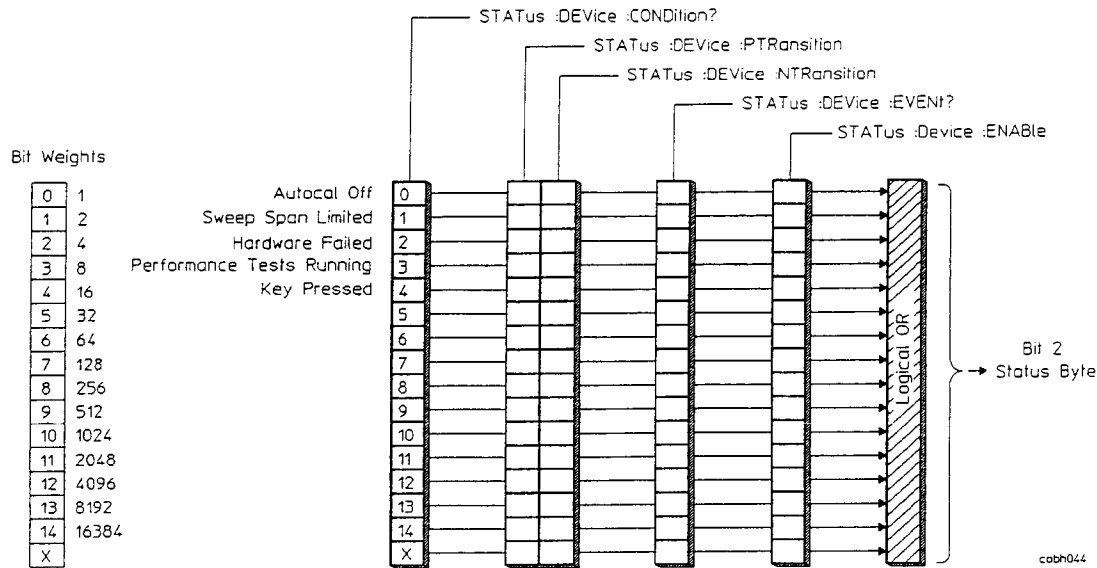 STATus :DEVice :CONDition?
STATus :DEVice :PTRansition
STATus :DEVice :NTRansition
STATus :DEVice :EVENt?
STATus :Device :ENABle
Bit Weights
0 1
1 2
2 4
3 8
4 16
5 32
6 64
7 128
8 256
9 512
10 1024
11 2048
12 4096
13 8192
14 16384
X
Autocal Off 0
Sweep Span Limited 1
Hardware Failed 2
Performance Tests Running 3
Key Pressed 4
5
6
7
8
9
10
11
12
13
14
X
Logical OR
Bit 2
Status Byte
cobh044